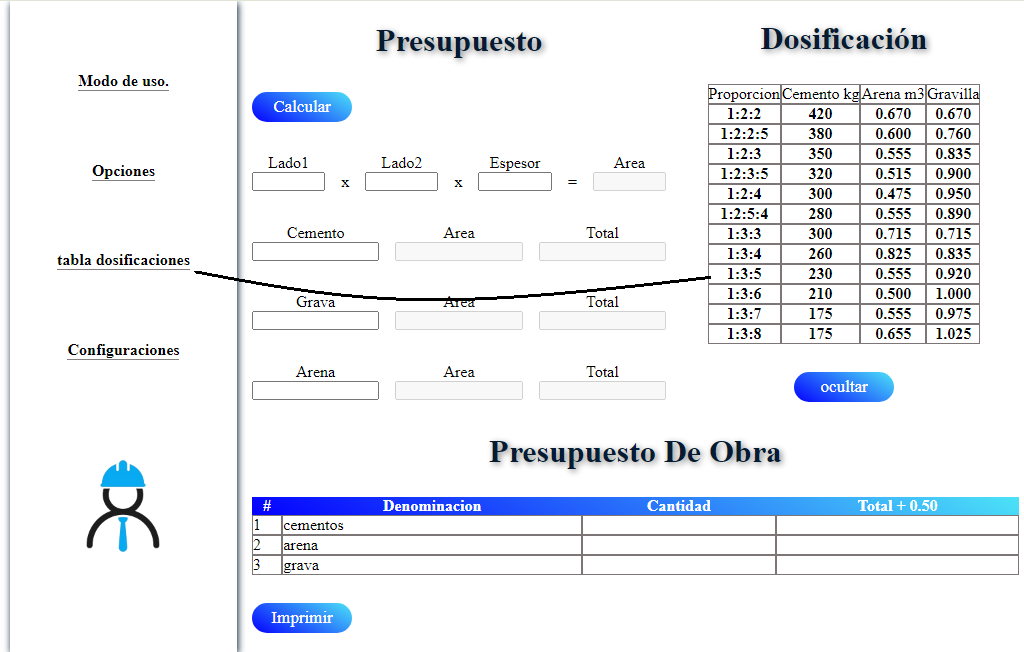 Modo de uso.
Opciones
tabla dosificaciones
Configuraciones
Presupuesto
Calcular
Lado1 Lado2 Espesor Area
x x =
Cemento Area Total
Grava Area Total
Arena Area Total
Dosificación
Proporcion Cemento kg Arena m3 Gravilla
1:2:2 420 0.670 0.670
1:2:2:5 380 0.600 0.760
1:2:3 350 0.555 0.835
1:2:3:5 320 0.515 0.900
1:2:4 300 0.475 0.950
1:2:5:4 280 0.555 0.890
1:3:3 300 0.715 0.715
1:3:4 260 0.825 0.835
1:3:5 230 0.555 0.920
1:3:6 210 0.500 1.000
1:3:7 175 0.555 0.975
1:3:8 175 0.655 1.025
ocultar
Presupuesto De Obra
# Denominacion Cantidad Total + 0.50
1 cementos
2 arena
3 grava
Imprimir